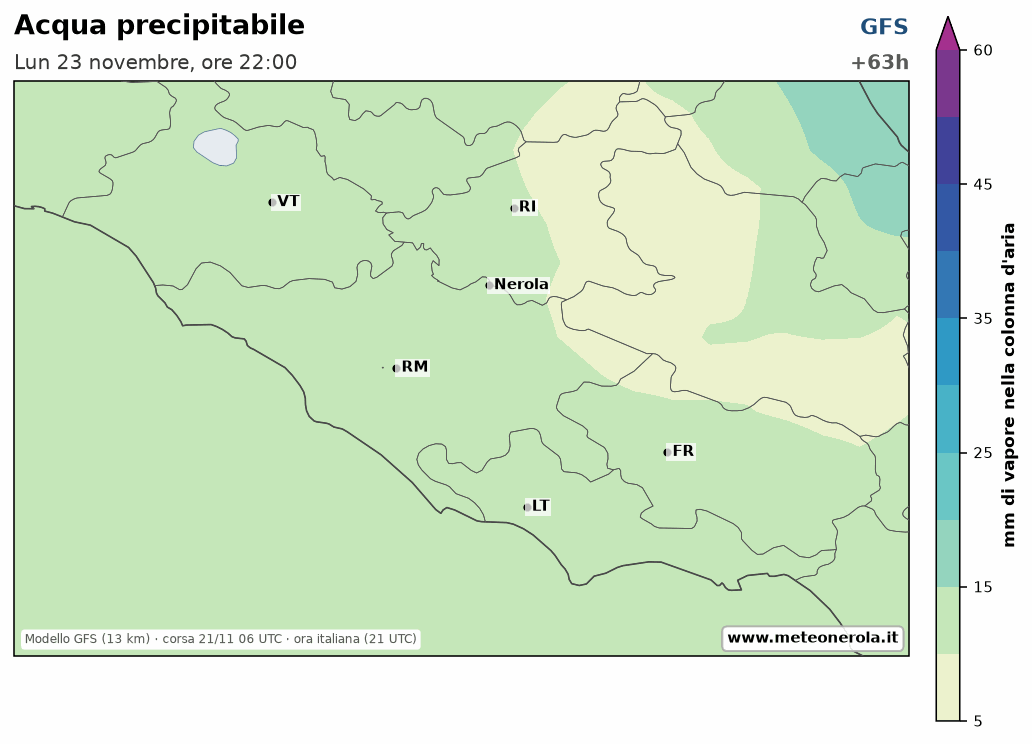 Acqua precipitabile
GFS
Lun 23 novembre, ore 22:00
+63h
VT
RI
Nerola
RM
FR
LT
Modello GFS (13 km) · corsa 21/11 06 UTC · ora italiana (21 UTC)
www.meteonerola.it
60
45
35
25
15
5
mm di vapore nella colonna d'aria